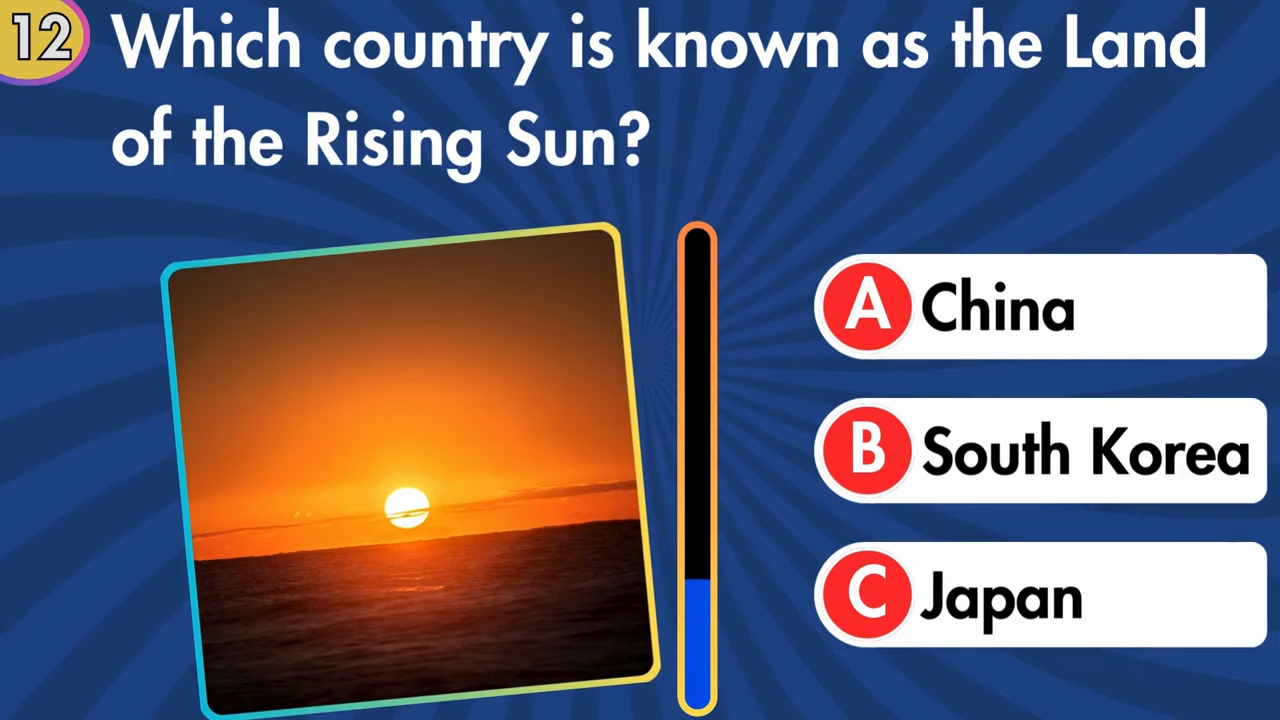 12
Which country is known as the Land
of the Rising Sun?
A China
B South Korea
C Japan